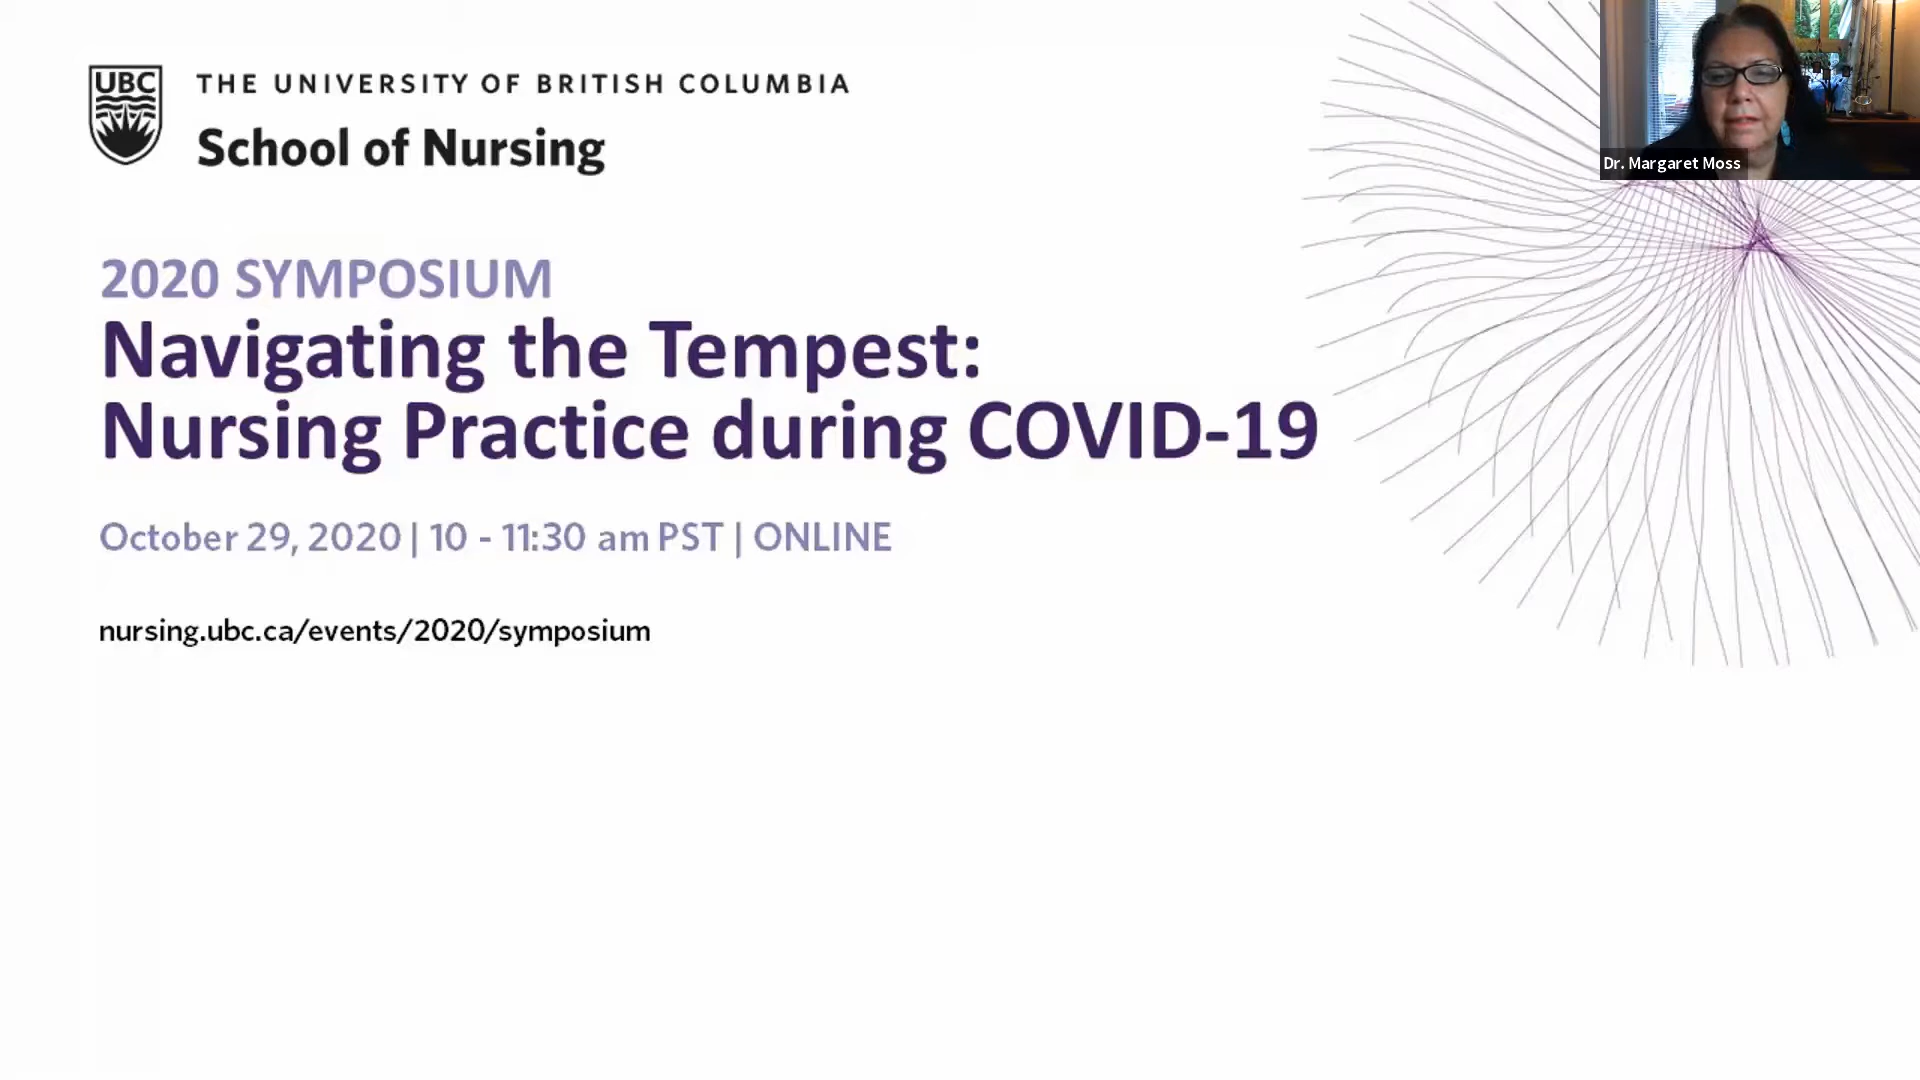 UBC
THE UNIVERSITY OF BRITISH COLUMBIA
School of Nursing
Dr. Margaret Moss
2020 SYMPOSIUM
Navigating the Tempest:
Nursing Practice during COVID-19
October 29, 2020 | 10 - 11:30 am PST | ONLINE
nursing.ubc.ca/events/2020/symposium